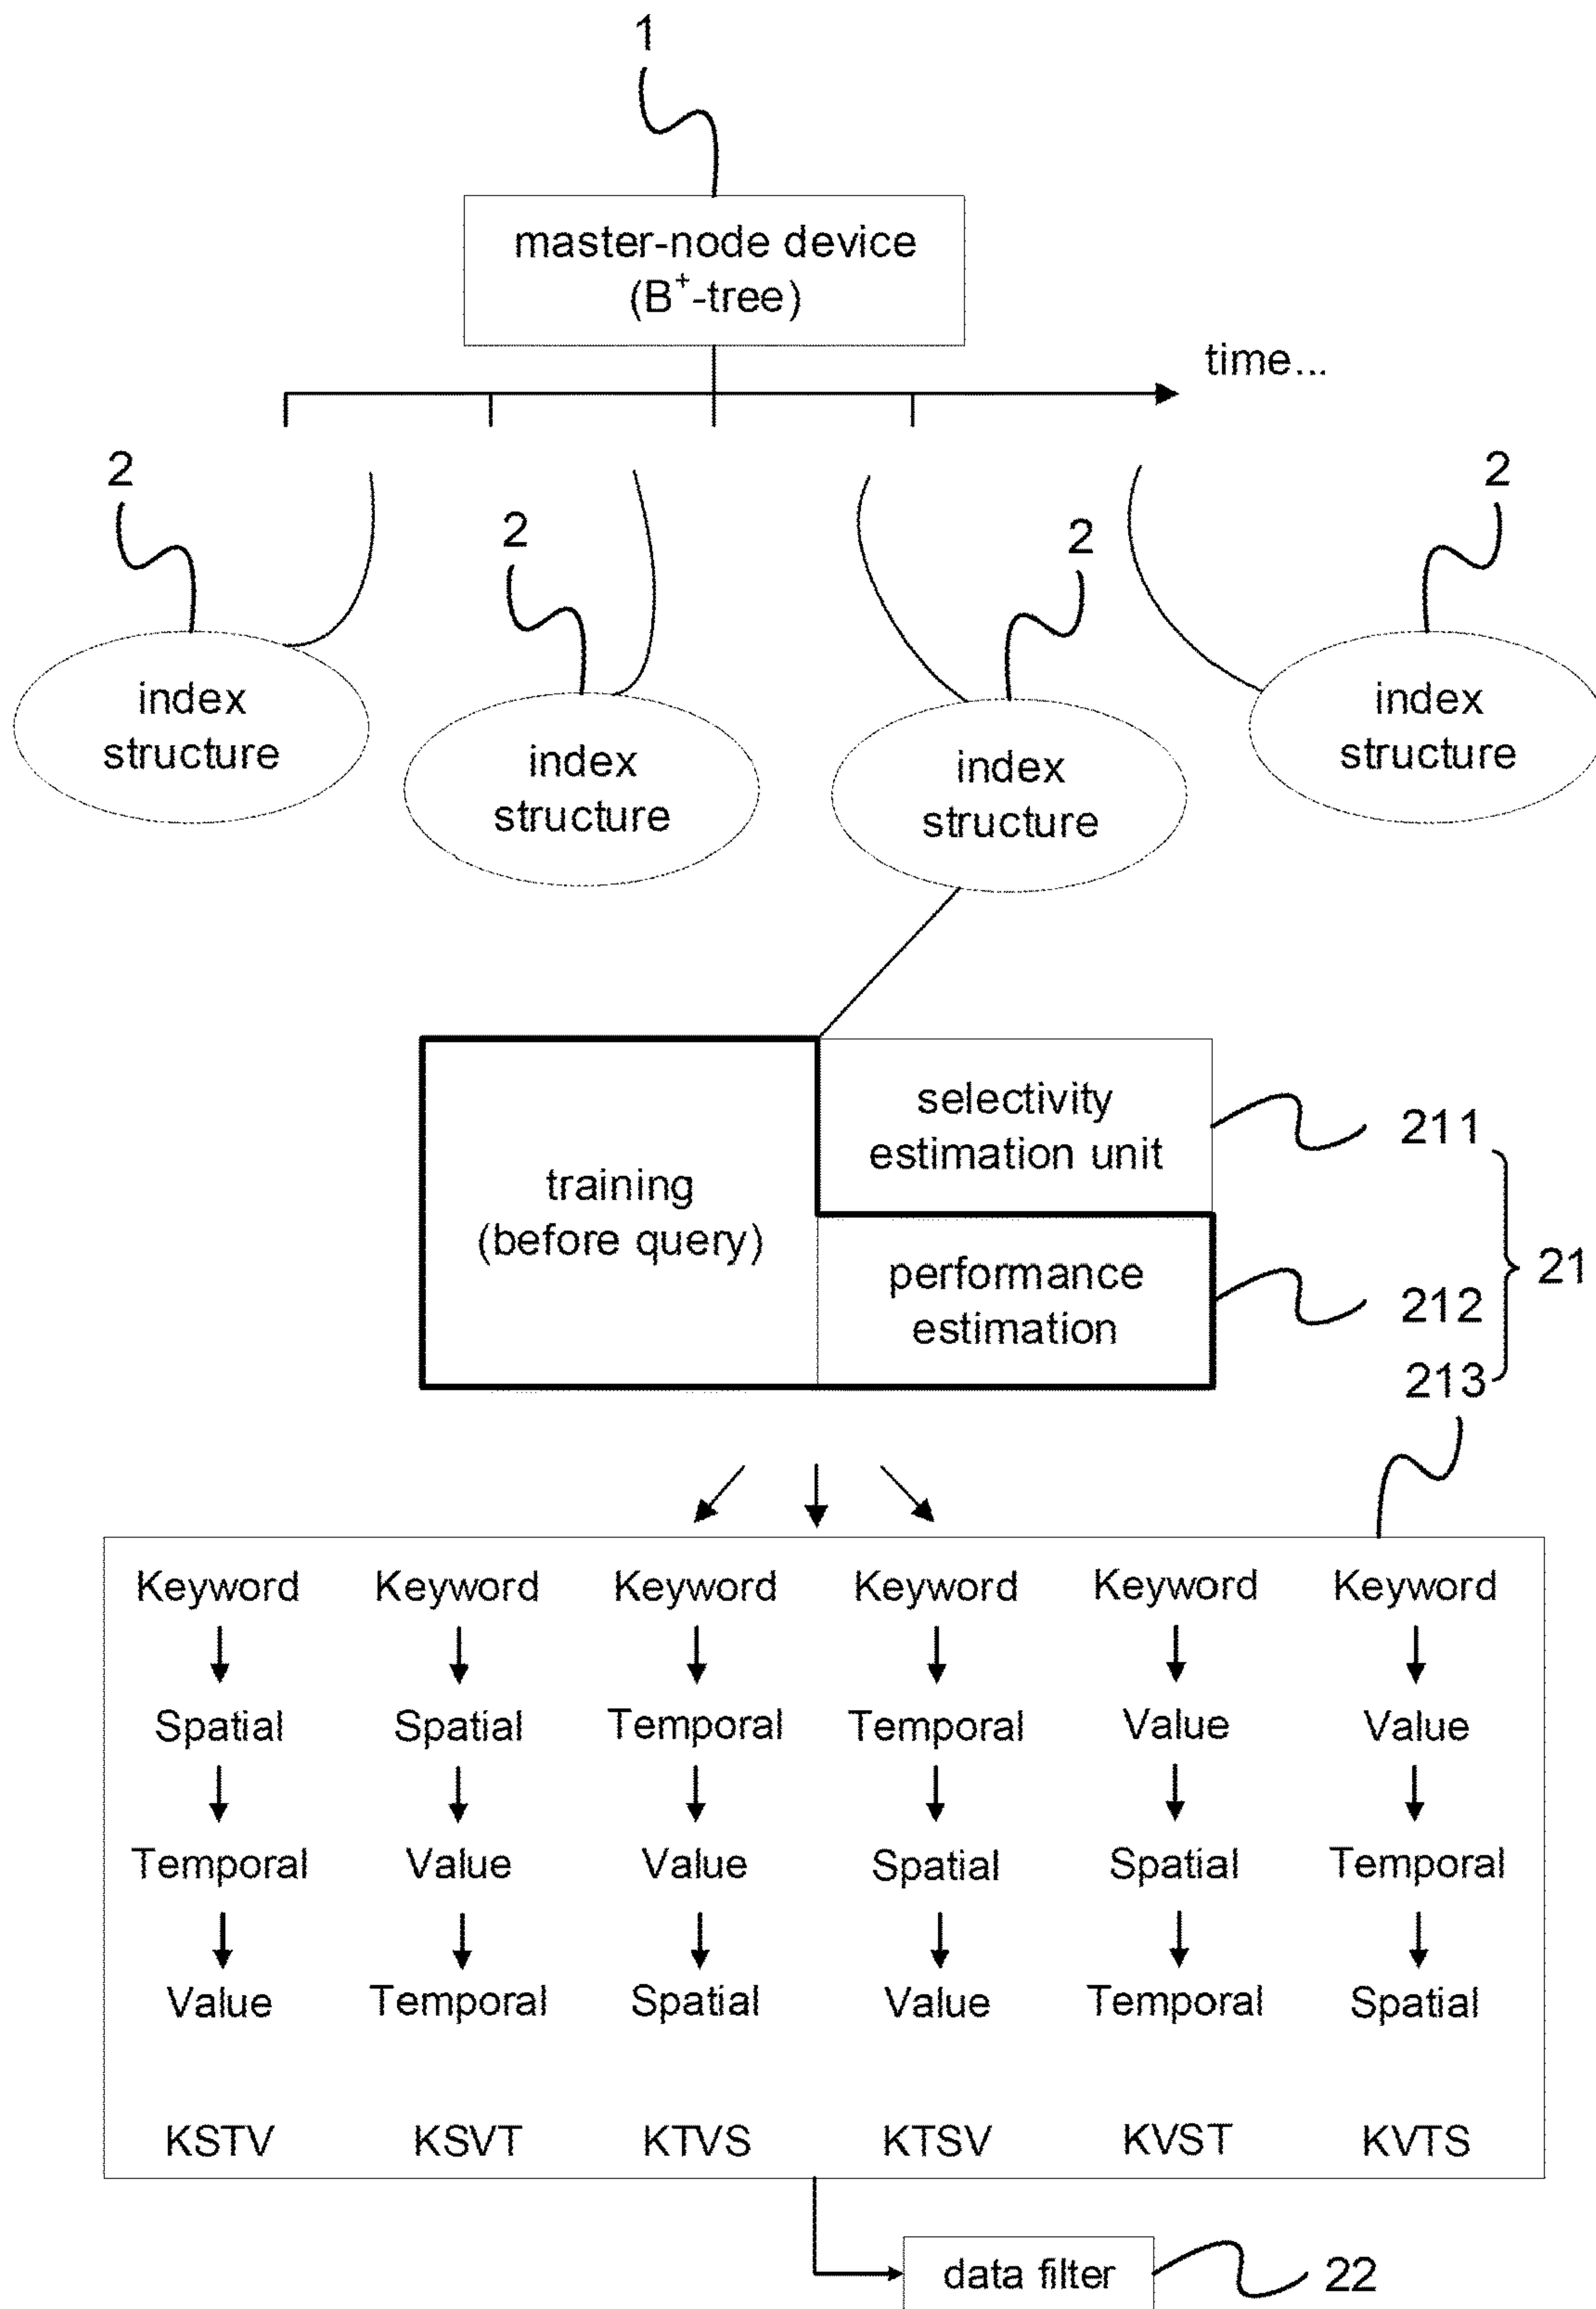 1
master-node device
(B+-tree)
time...
2
2
2
2
index
structure
index
structure
index
structure
index
structure
selectivity
estimation unit
211
training
(before query)
performance
estimation
212
21
213
Keyword Keyword Keyword Keyword Keyword Keyword
Spatial Spatial Temporal Temporal Value Value
Temporal Value Value Spatial Spatial Temporal
Value Temporal Spatial Value Temporal Spatial
KSTV KSVT KTVS KTSV KVST KVTS
data filter
22